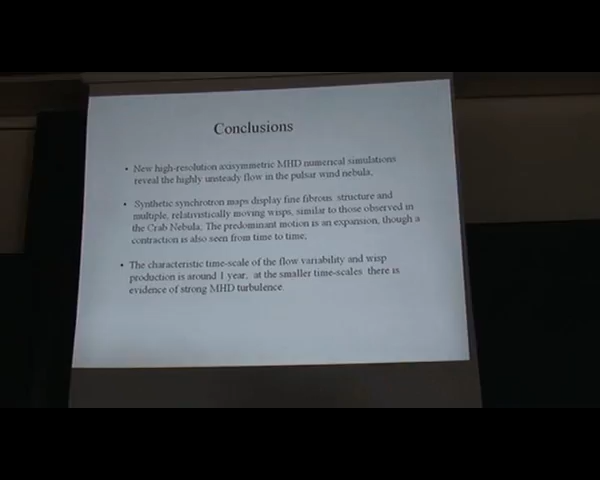 Conclusions
• New high-resolution axisymmetric MHD numerical simulations
reveal the highly unsteady flow in the pulsar wind nebula;
• Synthetic synchrotron maps display fine fibrous structure and
multiple, relativistically moving wisps, similar to those observed in
the Crab Nebula; The predominant motion is an expansion, though a
contraction is also seen from time to time;
• The characteristic time-scale of the flow variability and wisp
production is around 1 year; at the smaller time-scales there is
evidence of strong MHD turbulence.